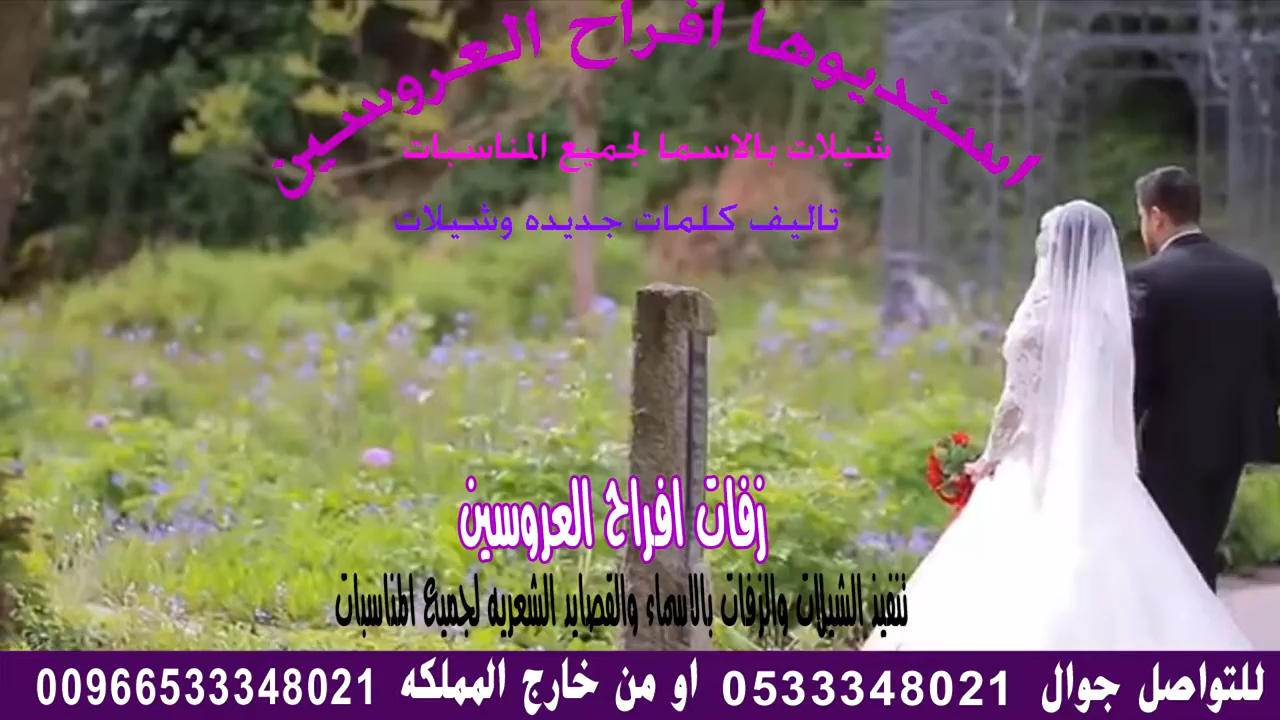 استديوها افراح العروسين
شيلات بالاسما لجميع المناسبات
تاليف كلمات جديده وشيلات
زفات افراح العروسين
تنفيذ الشيلات والزفات بالاسماء والقصايد الشعريه لجميع المناسبات
للتواصل جوال 0533348021 او من خارج المملكه 00966533348021